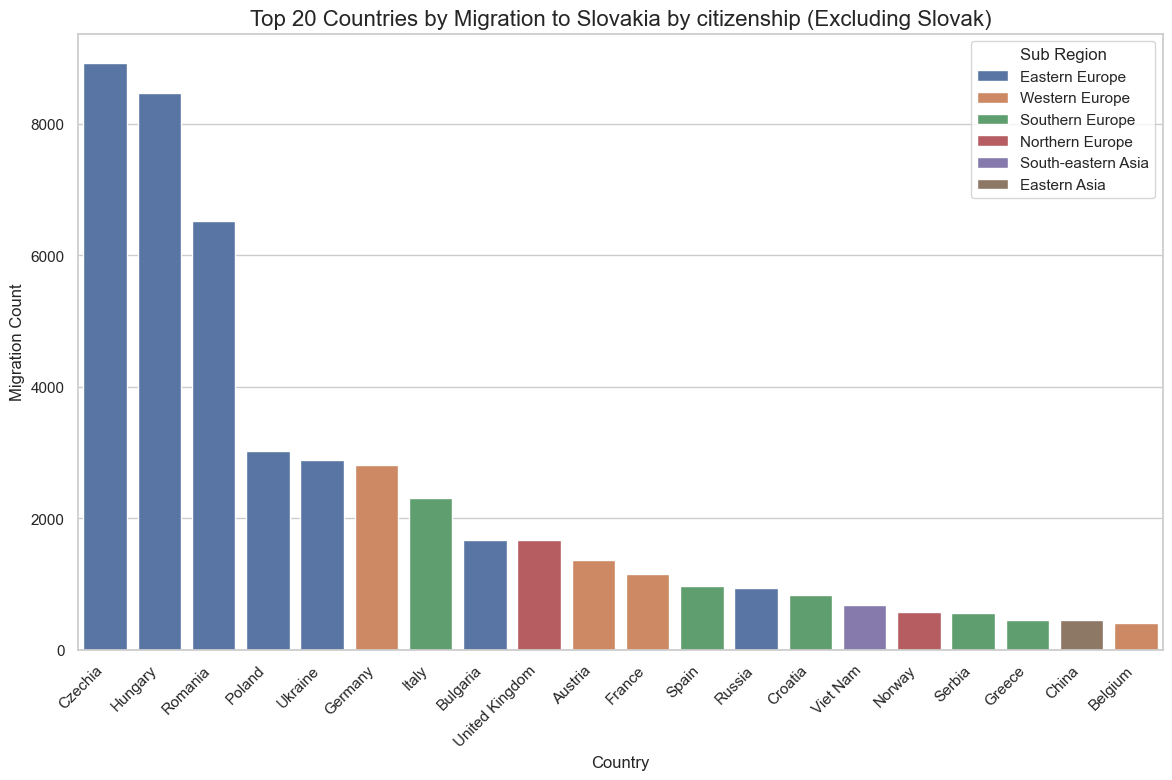 Top 20 Countries by Migration to Slovakia by citizenship (Excluding Slovak)
Sub Region
Eastern Europe
Western Europe
Southern Europe
Northern Europe
South-eastern Asia
Eastern Asia
Migration Count
8000
6000
4000
2000
0
Czechia
Hungary
Romania
Poland
Ukraine
Germany
Italy
Bulgaria
United Kingdom
Austria
France
Spain
Russia
Croatia
Viet Nam
Norway
Serbia
Greece
China
Belgium
Country